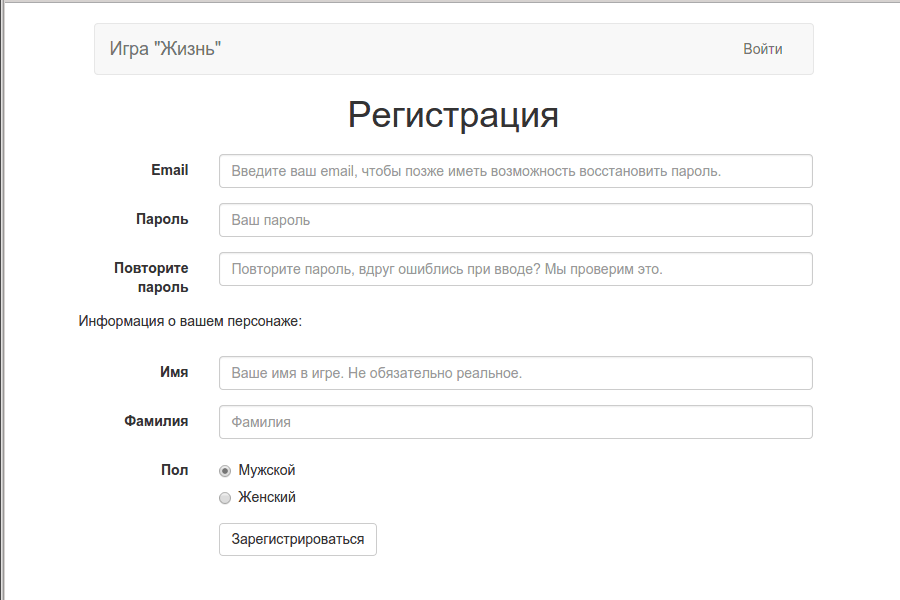 Игра "Жизнь"
Войти
Регистрация
Email
Введите ваш email, чтобы позже иметь возможность восстановить пароль.
Пароль
Ваш пароль
Повторите
пароль
Повторите пароль, вдруг ошиблись при вводе? Мы проверим это.
Информация о вашем персонаже:
Имя
Ваше имя в игре. Не обязательно реальное.
Фамилия
Фамилия
Пол
Мужской
Женский
Зарегистрироваться